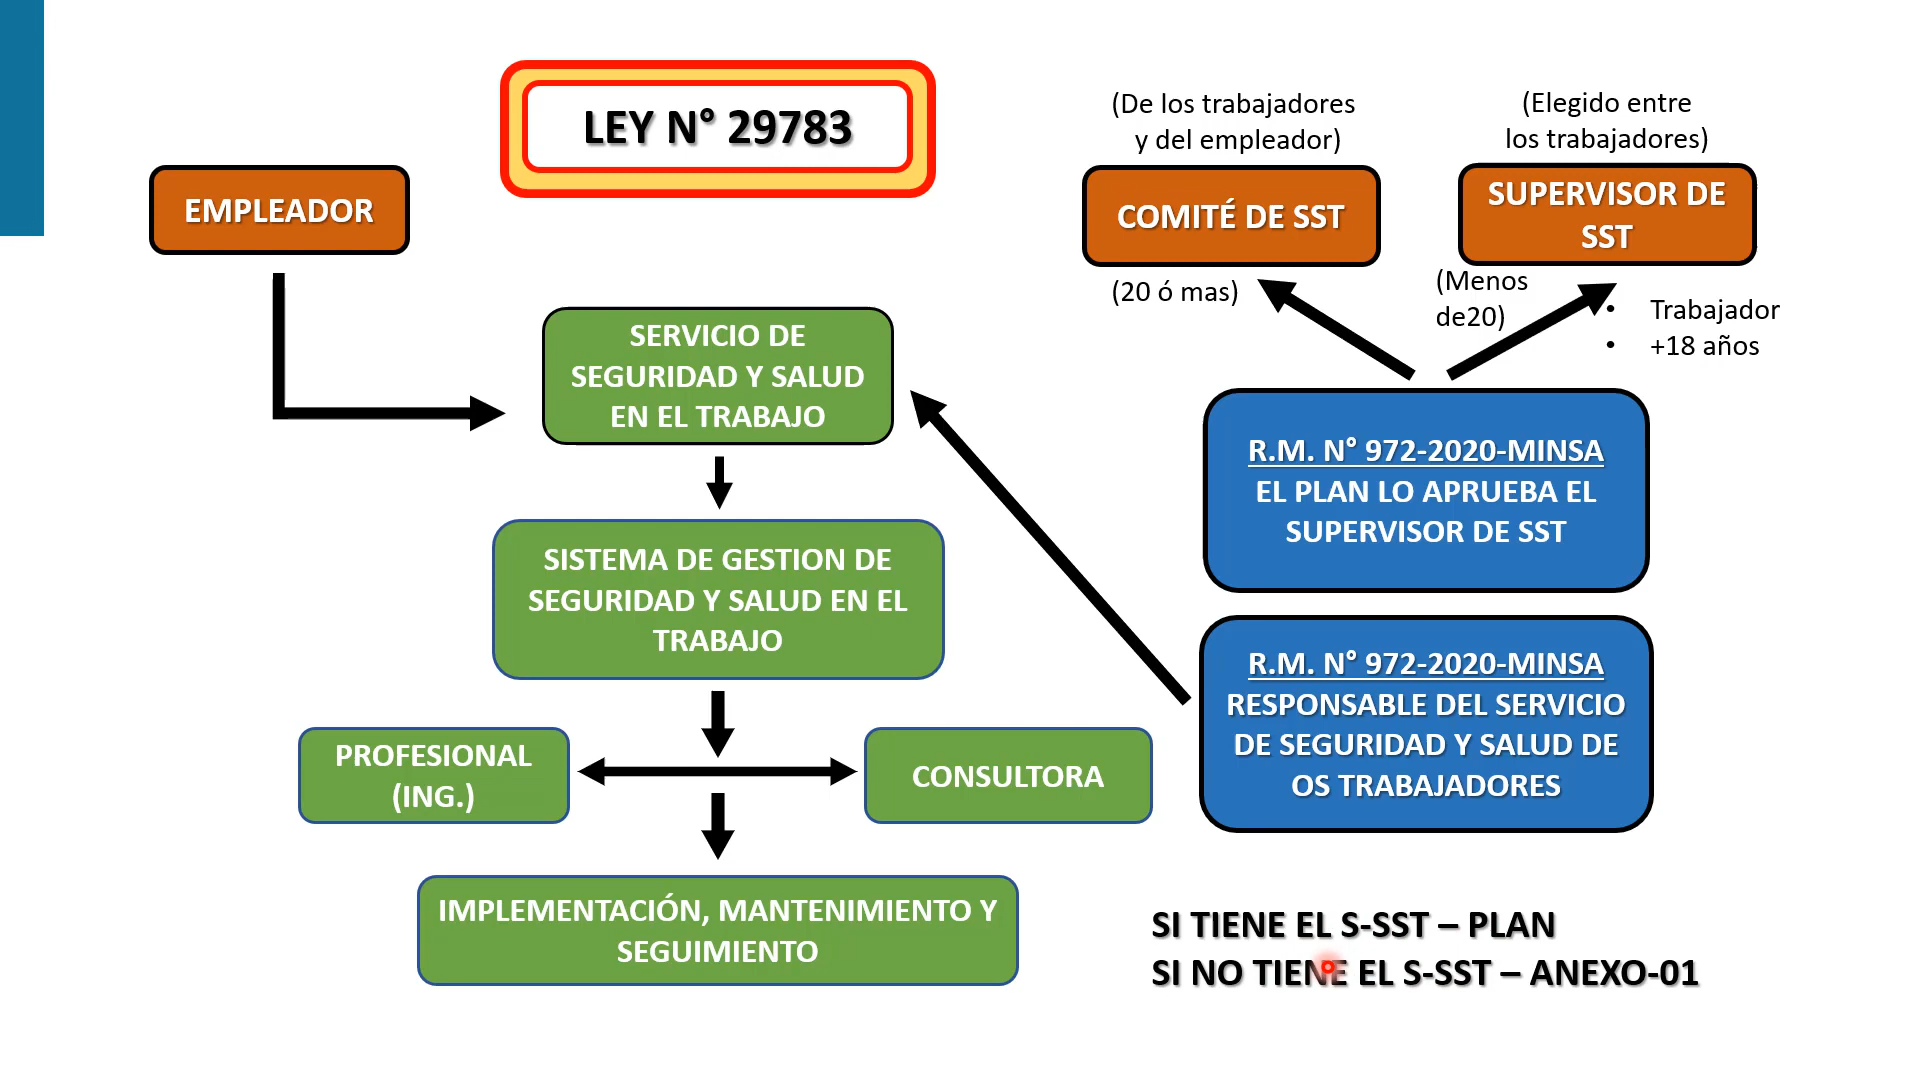 LEY N° 29783
EMPLEADOR
SERVICIO DE
SEGURIDAD Y SALUD
EN EL TRABAJO
SISTEMA DE GESTION DE
SEGURIDAD Y SALUD EN EL
TRABAJO
PROFESIONAL
(ING.)
CONSULTORA
IMPLEMENTACIÓN, MANTENIMIENTO Y
SEGUIMIENTO
(De los trabajadores
y del empleador)
COMITÉ DE SST
(20 ó mas)
(Elegido entre
los trabajadores)
SUPERVISOR DE
SST
(Menos
de20)
• Trabajador
• +18 años
R.M. N° 972-2020-MINSA
EL PLAN LO APRUEBA EL
SUPERVISOR DE SST
R.M. N° 972-2020-MINSA
RESPONSABLE DEL SERVICIO
DE SEGURIDAD Y SALUD DE
OS TRABAJADORES
SI TIENE EL S-SST – PLAN
SI NO TIENE EL S-SST – ANEXO-01